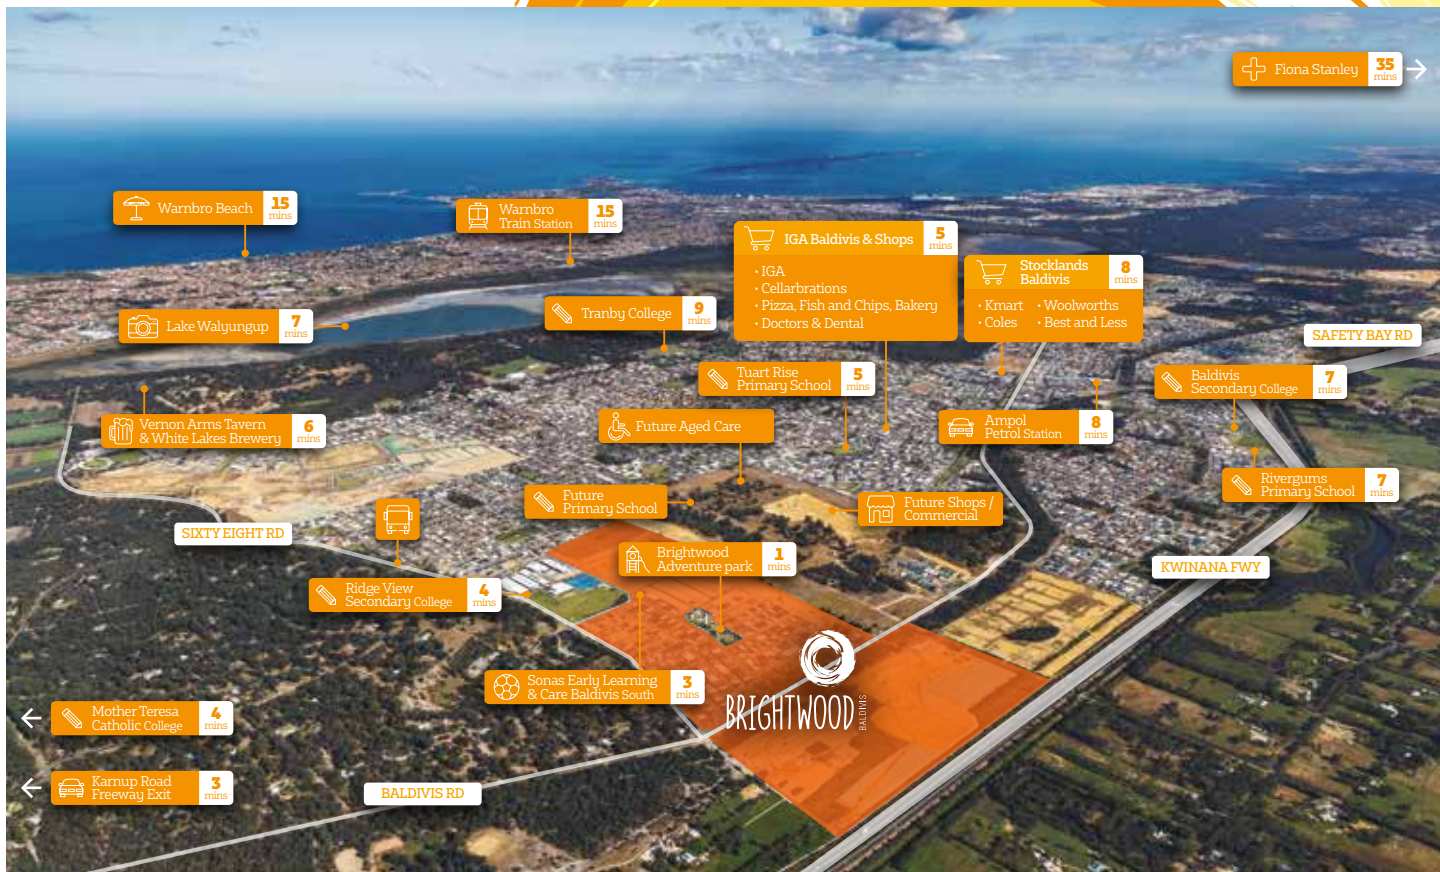 Fiona Stanley
35
mins
Warnbro Beach
15
mins
Warnbro
Train Station
15
mins
IGA Baldivis & Shops
5
mins
· IGA
· Cellarbrations
· Pizza, Fish and Chips, Bakery
· Doctors & Dental
Stocklands
Baldivis
8
mins
· Kmart · Woolworths
· Coles · Best and Less
Lake Walyungup
7
mins
Tranby College
9
mins
SAFETY BAY RD
Tuart Rise
Primary School
5
mins
Baldivis
Secondary College
7
mins
Vernon Arms Tavern
& White Lakes Brewery
6
mins
Future Aged Care
Ampol
Petrol Station
8
mins
Rivergums
Primary School
7
mins
Future
Primary School
Future Shops /
Commercial
SIXTY EIGHT RD
Brightwood
Adventure park
1
mins
KWINANA FWY
Ridge View
Secondary College
4
mins
Sonas Early Learning
& Care Baldivis South
3
mins
BRIGHTWOOD
BALDIVIS
Mother Teresa
Catholic College
4
mins
Karnup Road
Freeway Exit
3
mins
BALDIVIS RD